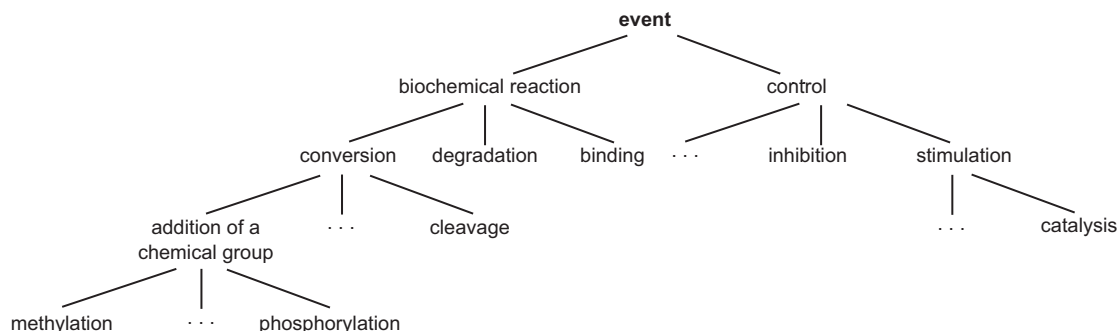 event
biochemical reaction control
conversion degradation binding . . . inhibition stimulation
addition of a . . . cleavage . . . catalysis
chemical group
methylation . . . phosphorylation